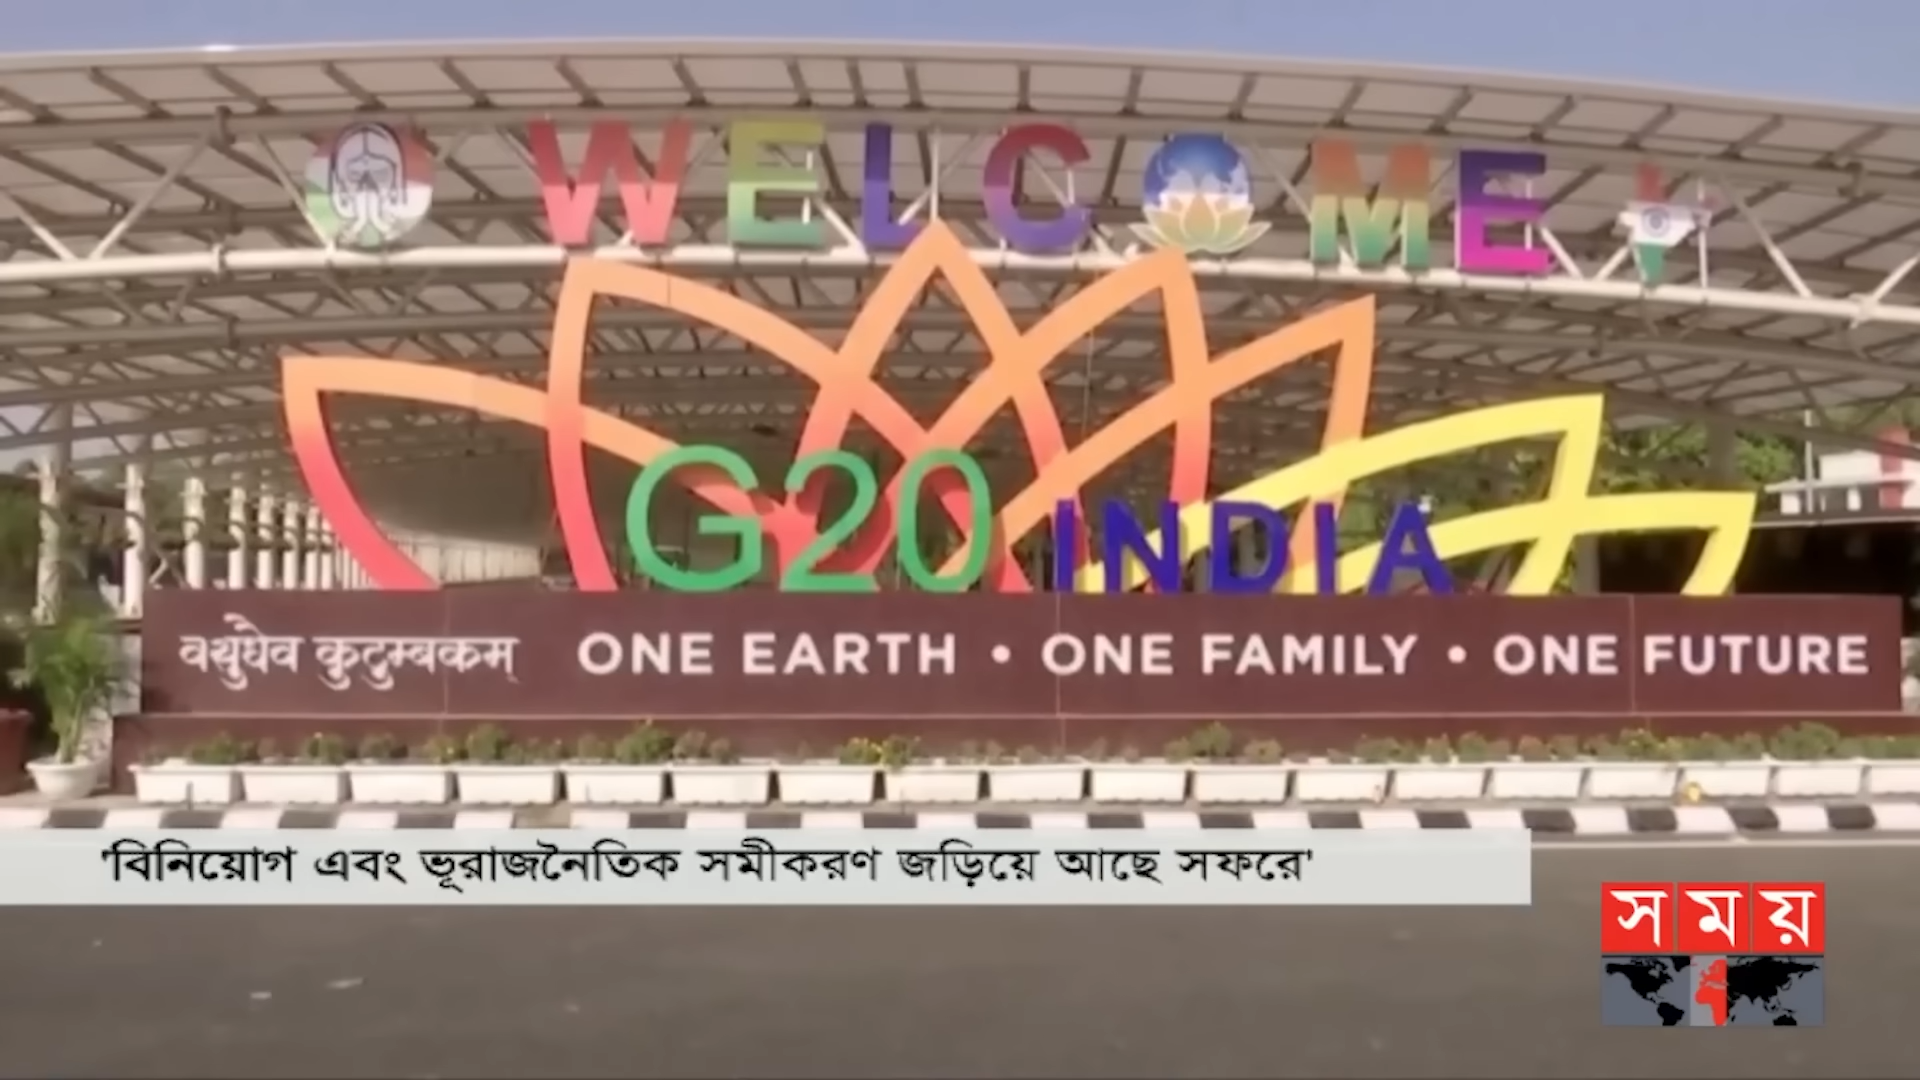 WELCOME
G20 INDIA
वसुधैव कुटुम्बकम् ONE EARTH • ONE FAMILY • ONE FUTURE
'বিনিয়োগ এবং ভূরাজনৈতিক সমীকরণ জড়িয়ে আছে সফরে'
সময়